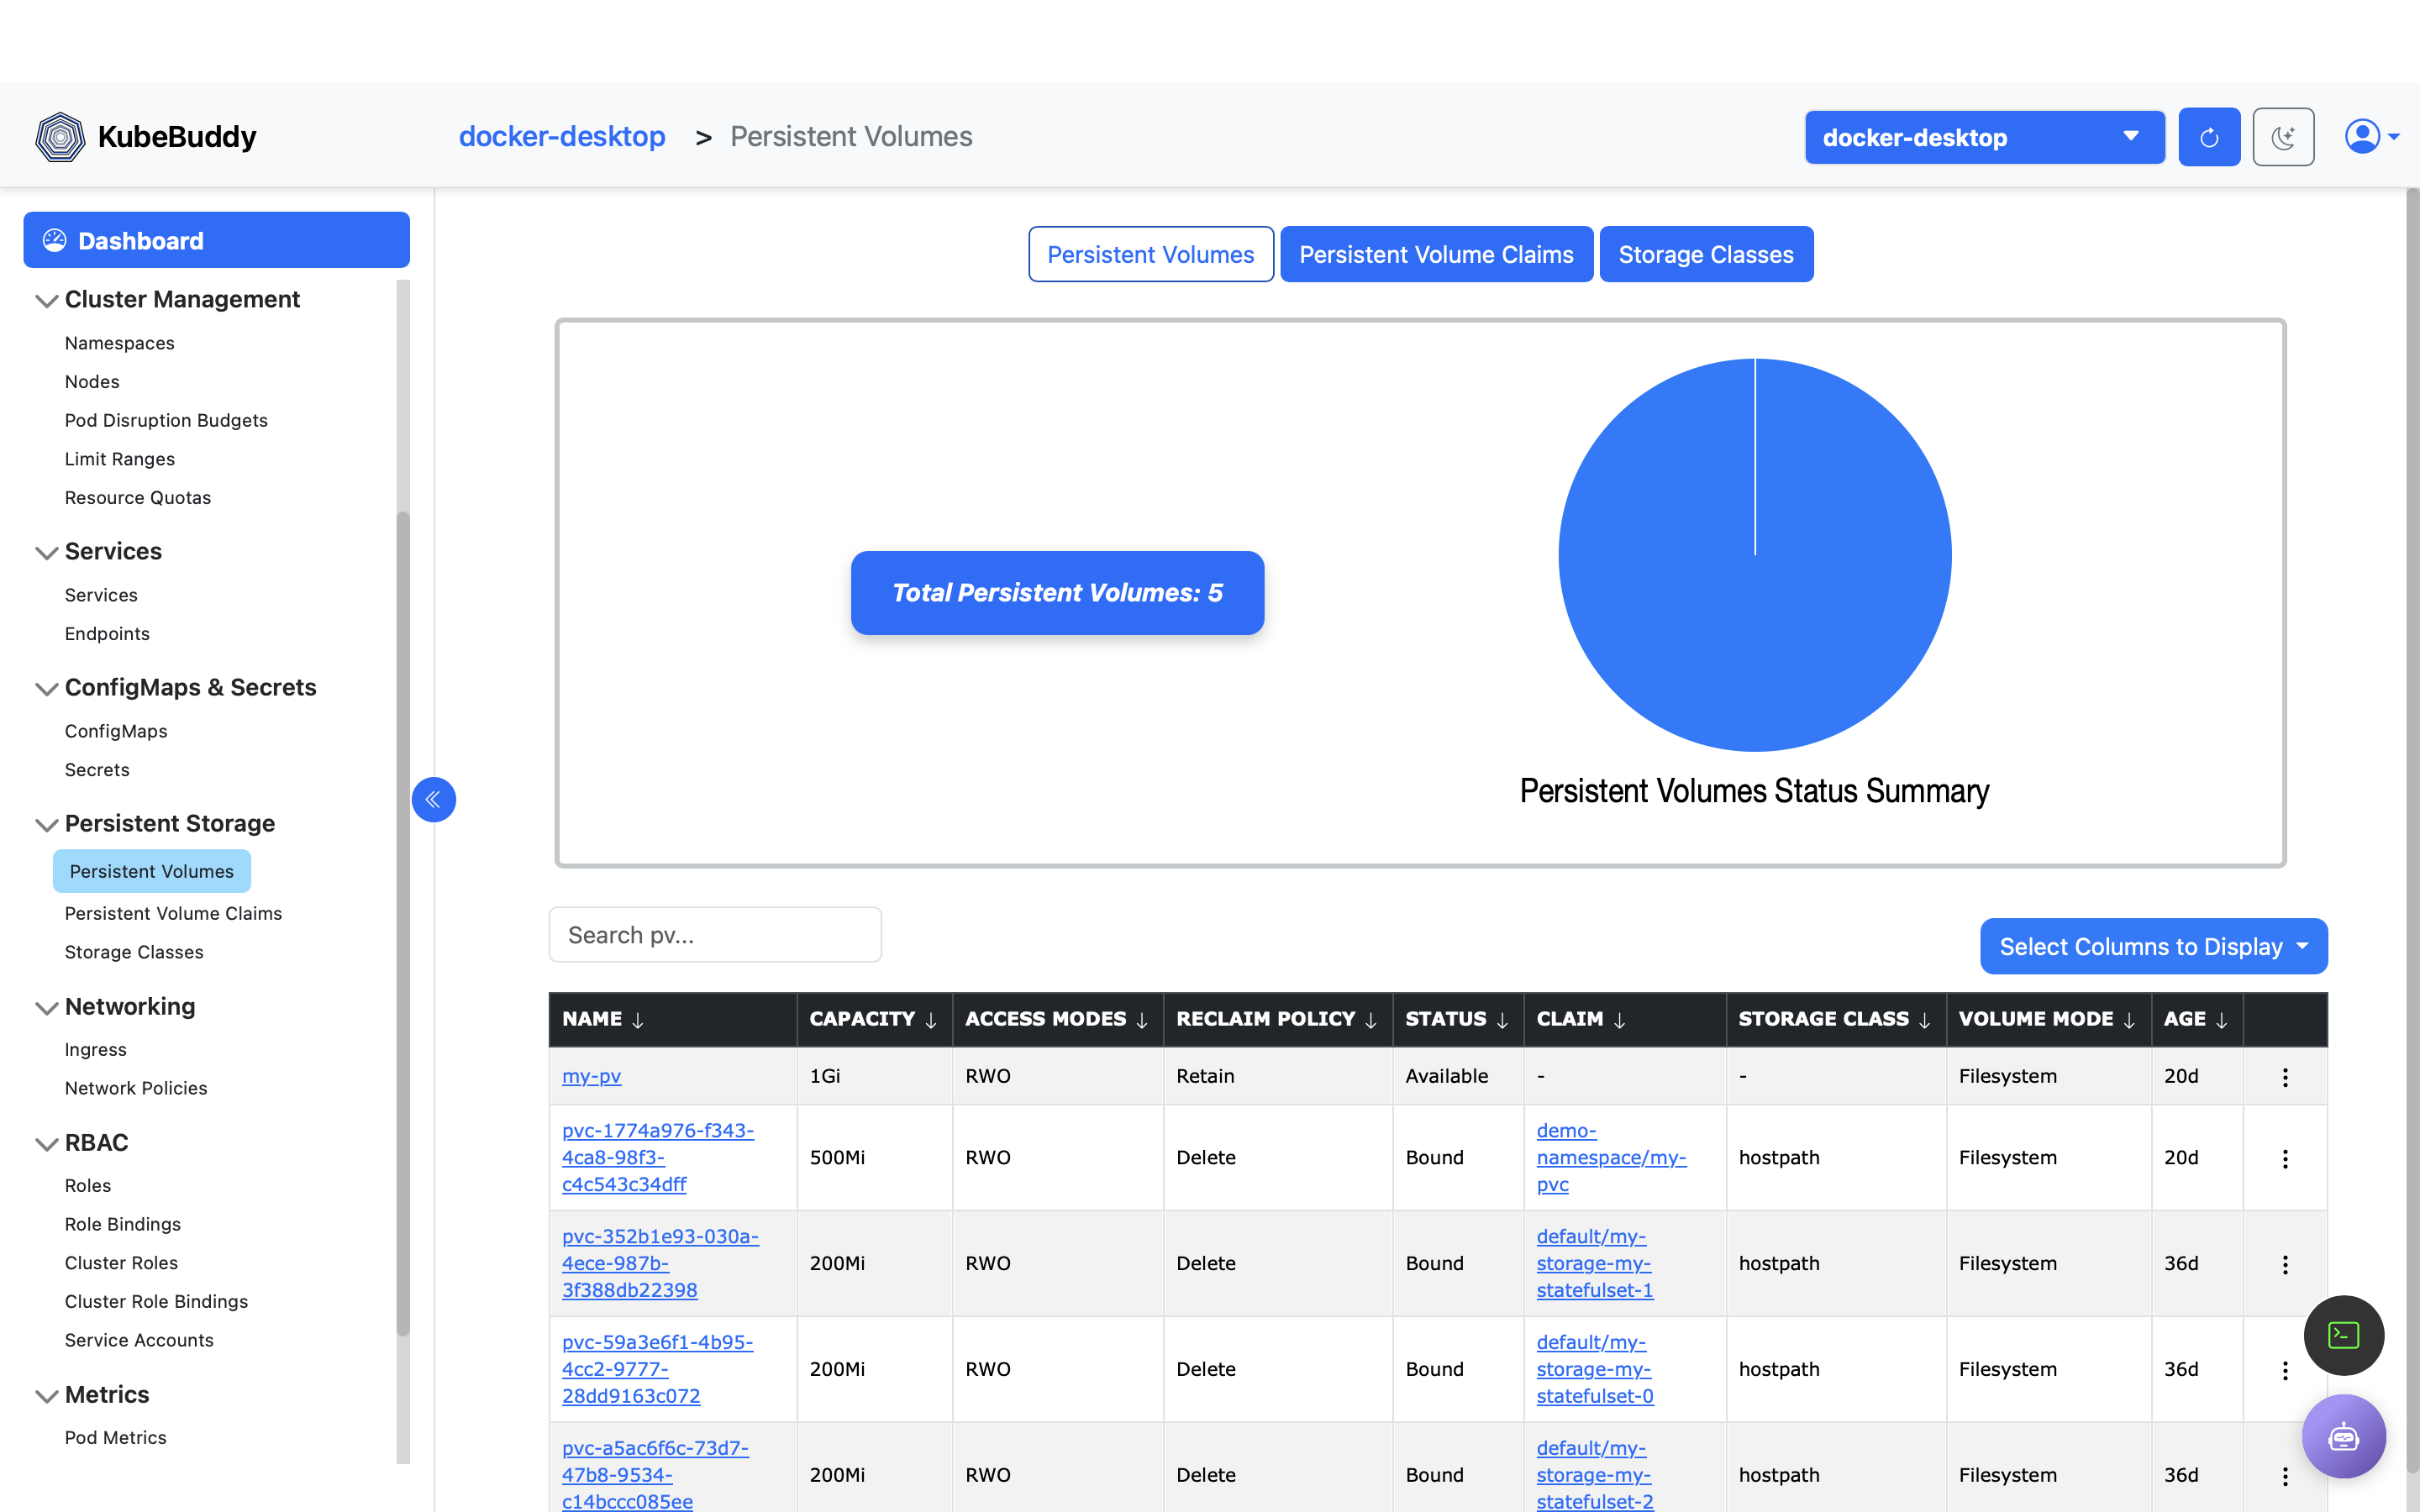 KubeBuddy
docker-desktop > Persistent Volumes
docker-desktop
Dashboard
Cluster Management
Namespaces
Nodes
Pod Disruption Budgets
Limit Ranges
Resource Quotas
Services
Services
Endpoints
ConfigMaps & Secrets
ConfigMaps
Secrets
Persistent Storage
Persistent Volumes
Persistent Volume Claims
Storage Classes
Networking
Ingress
Network Policies
RBAC
Roles
Role Bindings
Cluster Roles
Cluster Role Bindings
Service Accounts
Metrics
Pod Metrics
Persistent Volumes Persistent Volume Claims Storage Classes
Total Persistent Volumes: 5
Persistent Volumes Status Summary
Search pv...
Select Columns to Display
NAME ↓ CAPACITY ↓ ACCESS MODES ↓ RECLAIM POLICY ↓ STATUS ↓ CLAIM ↓ STORAGE CLASS ↓ VOLUME MODE ↓ AGE ↓
my-pv 1Gi RWO Retain Available - - Filesystem 20d
pvc-1774a976-f343- demo-
4ca8-98f3- 500Mi RWO Delete Bound namespace/my- hostpath Filesystem 20d
c4c543c34dff pvc
pvc-352b1e93-030a- default/my-
4ece-987b- 200Mi RWO Delete Bound storage-my- hostpath Filesystem 36d
3f388db22398 statefulset-1
pvc-59a3e6f1-4b95- default/my-
4cc2-9777- 200Mi RWO Delete Bound storage-my- hostpath Filesystem 36d
28dd9163c072 statefulset-0
pvc-a5ac6f6c-73d7- default/my-
47b8-9534- 200Mi RWO Delete Bound storage-my- hostpath Filesystem 36d
c14bccc085ee statefulset-2